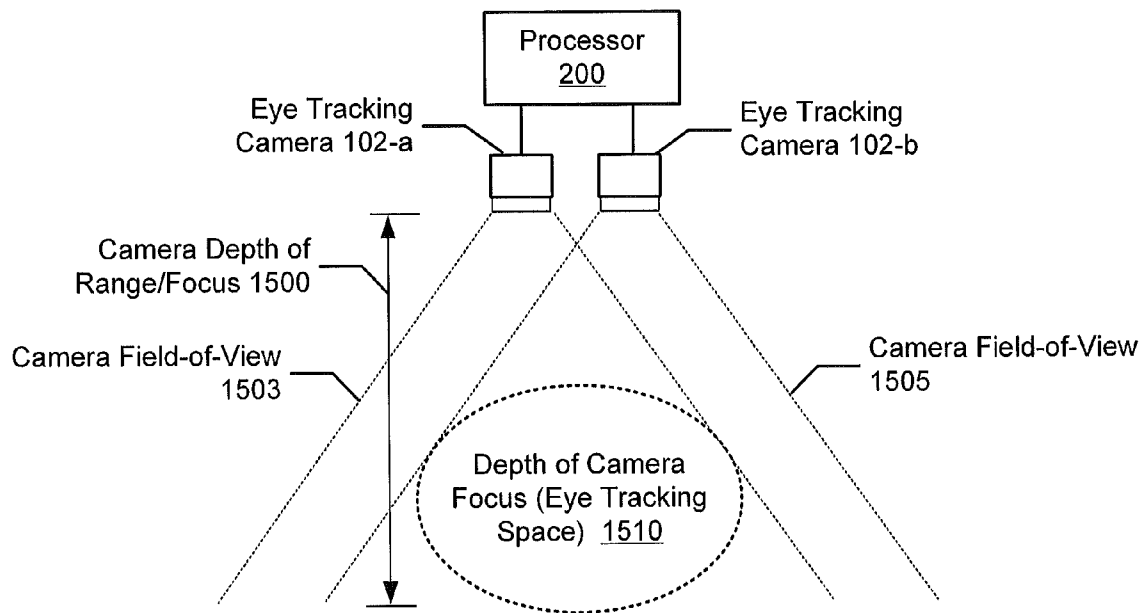 Processor
200
Eye Tracking
Camera 102-a
Eye Tracking
Camera 102-b
Camera Depth of
Range/Focus 1500
Camera Field-of-View
1503
Camera Field-of-View
1505
Depth of Camera
Focus (Eye Tracking
Space) 1510